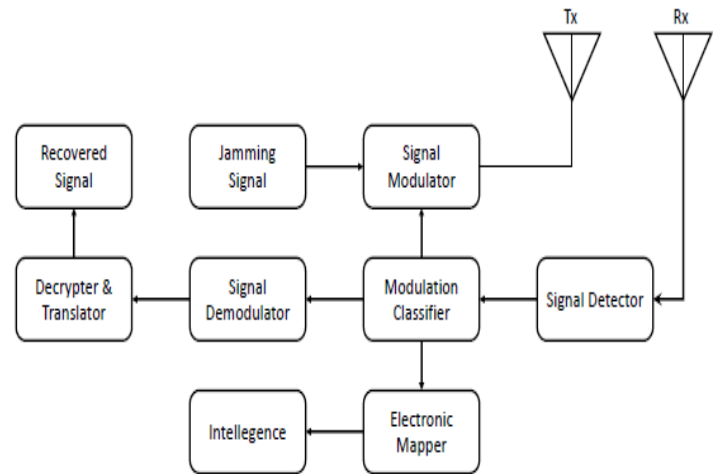 Tx
Rx
Recovered
Signal
Jamming
Signal
Signal
Modulator
Decrypter &
Translator
Signal
Demodulator
Modulation
Classifier
Signal Detector
Intellegence
Electronic
Mapper